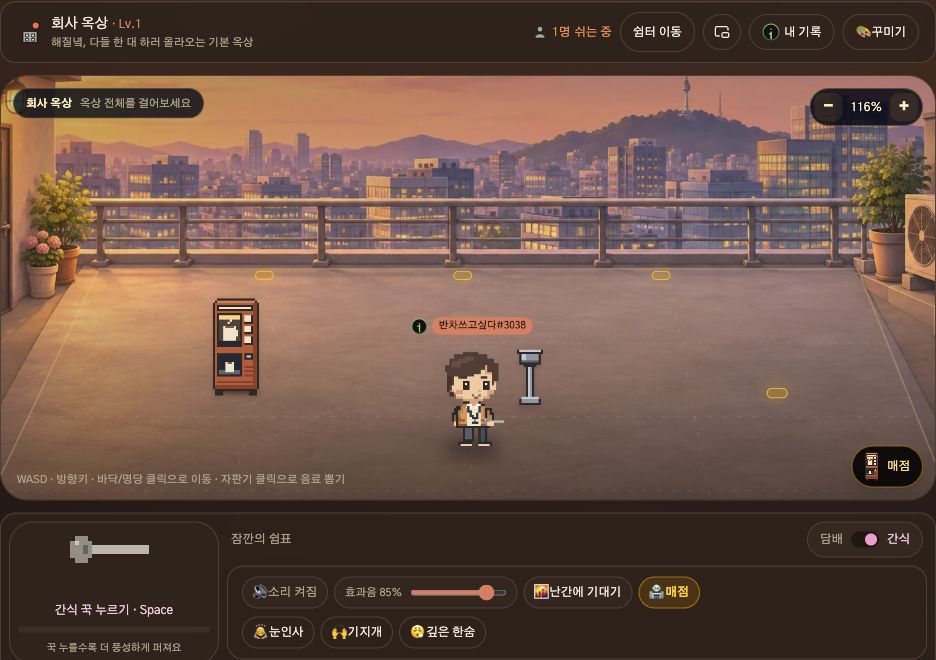 회사 옥상 · Lv.1
해질녘, 다들 한 대 하러 올라오는 기본 옥상
1명 쉬는 중
쉼터 이동
내 기록
꾸미기
회사 옥상 옥상 전체를 걸어보세요
− 116% +
반차쓰고싶다#3038
WASD · 방향키 · 바닥/명당 클릭으로 이동 · 자판기 클릭으로 음료 뽑기
매점
간식 꾹 누르기 · Space
꾹 누를수록 더 풍성하게 퍼져요
잠깐의 쉼표
담배 간식
소리 켜짐
효과음 85%
난간에 기대기
매점
눈인사
기지개
깊은 한숨